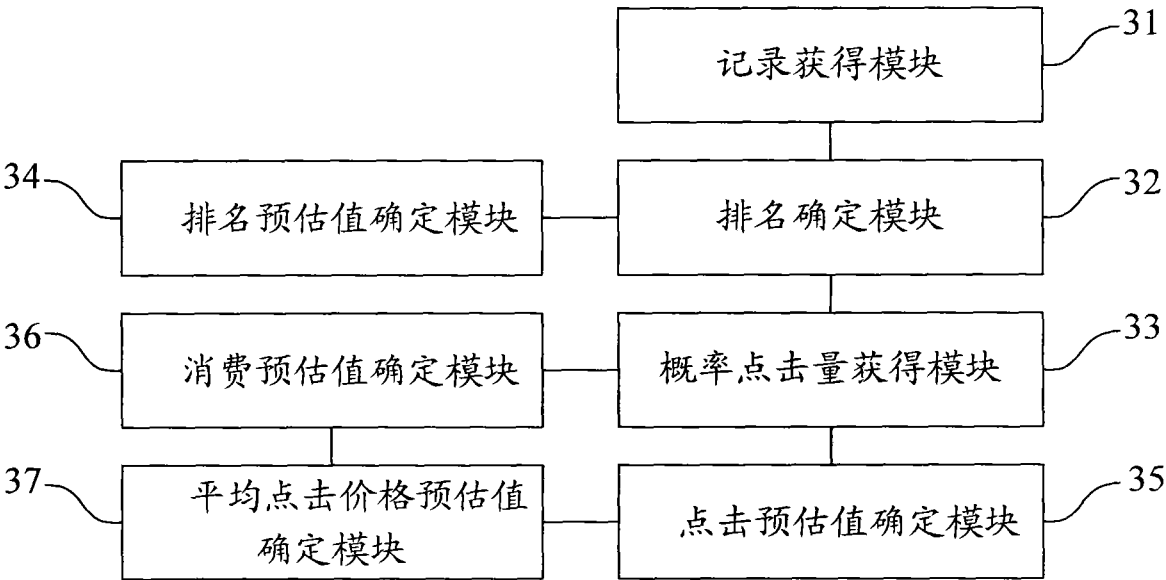 记录获得模块
31
34
排名预估值确定模块
排名确定模块
32
36
消费预估值确定模块
概率点击量获得模块
33
37
平均点击价格预估值
确定模块
点击预估值确定模块
35